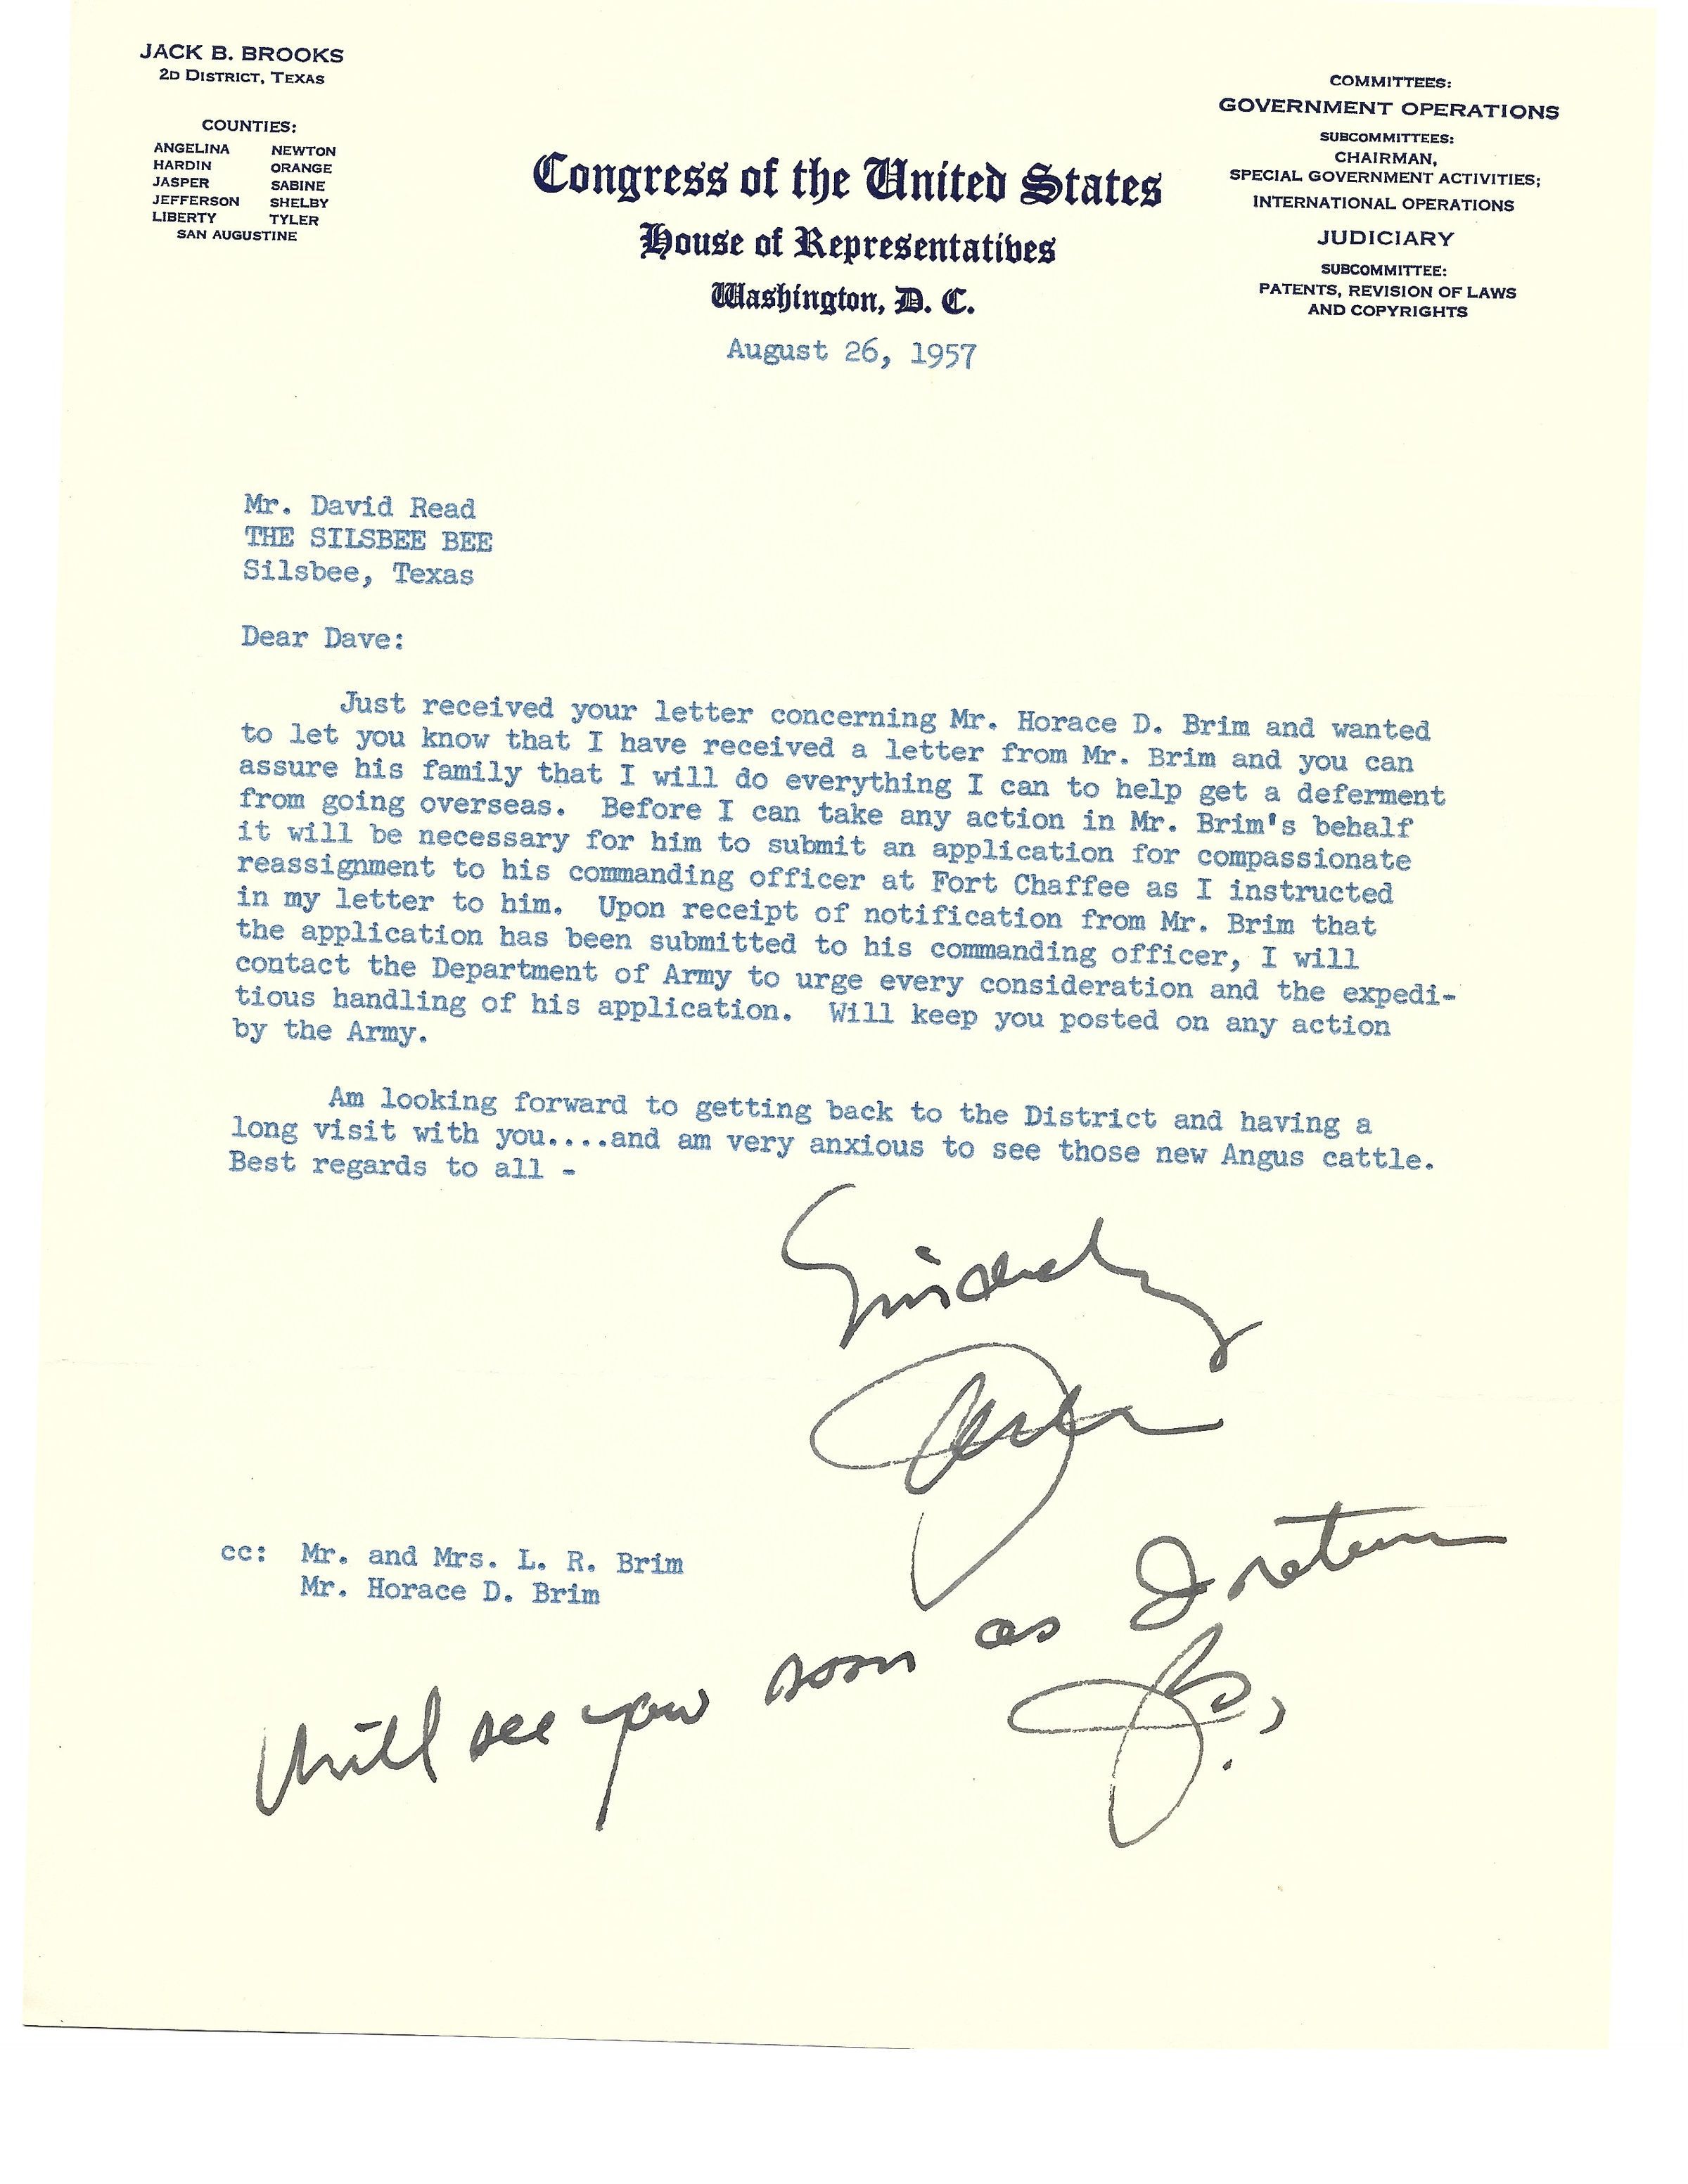 JACK B. BROOKS
2D DISTRICT, TEXAS
COUNTIES:
ANGELINA NEWTON
HARDIN ORANGE
JASPER SABINE
JEFFERSON SHELBY
LIBERTY TYLER
SAN AUGUSTINE
Congress of the United States
House of Representatives
Washington, D. C.
August 26, 1957
COMMITTEES:
GOVERNMENT OPERATIONS
SUBCOMMITTEES:
CHAIRMAN,
SPECIAL GOVERNMENT ACTIVITIES;
INTERNATIONAL OPERATIONS
JUDICIARY
SUBCOMMITTEE:
PATENTS, REVISION OF LAWS
AND COPYRIGHTS
Mr. David Read
THE SILSBEE BEE
Silsbee, Texas
Dear Dave:
Just received your letter concerning Mr. Horace D. Brim and wanted
to let you know that I have received a letter from Mr. Brim and you can
assure his family that I will do everything I can to help get a deferment
from going overseas. Before I can take any action in Mr. Brim's behalf
it will be necessary for him to submit an application for compassionate
reassignment to his commanding officer at Fort Chaffee as I instructed
in my letter to him. Upon receipt of notification from Mr. Brim that
the application has been submitted to his commanding officer, I will
contact the Department of Army to urge every consideration and the expedi-
tious handling of his application. Will keep you posted on any action
by the Army.
Am looking forward to getting back to the District and having a
long visit with you....and am very anxious to see those new Angus cattle.
Best regards to all -
Sincerely
Jack
cc: Mr. and Mrs. L. R. Brim
Mr. Horace D. Brim
Will see you soon as I return
JB.